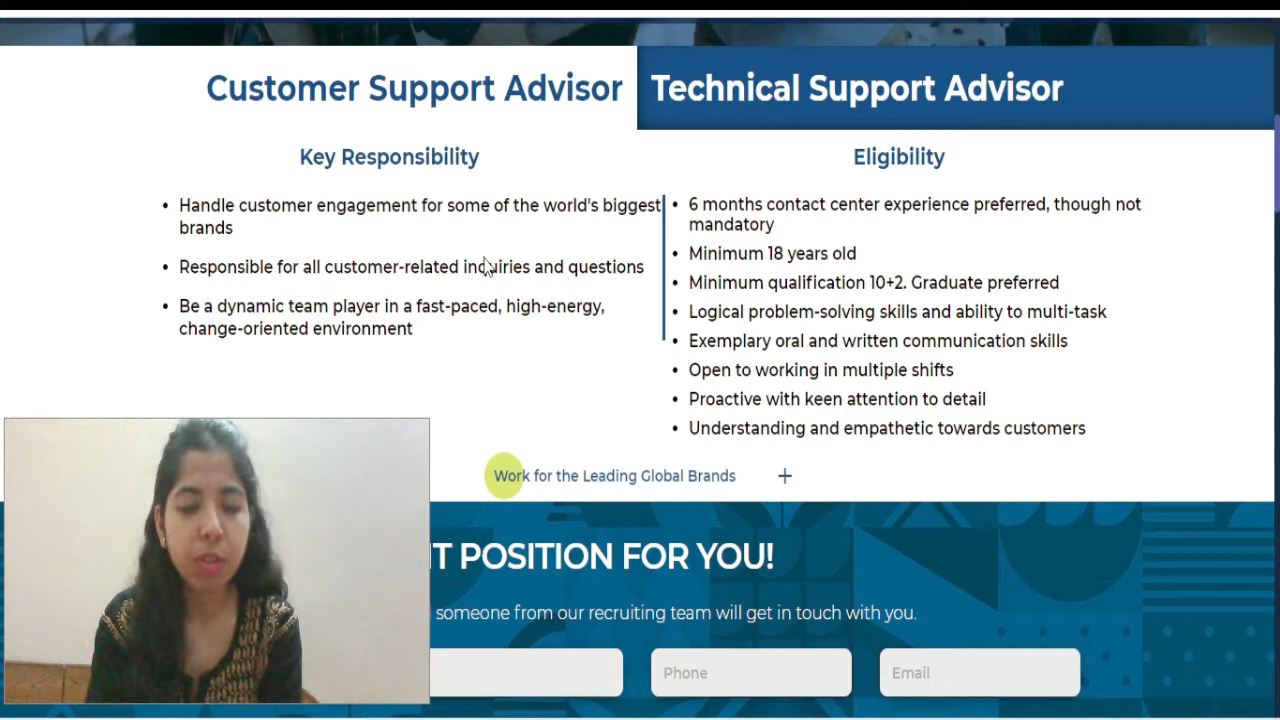 Customer Support Advisor
Technical Support Advisor
Key Responsibility
• Handle customer engagement for some of the world's biggest
brands
• Responsible for all customer-related inquiries and questions
• Be a dynamic team player in a fast-paced, high-energy,
change-oriented environment
Eligibility
• 6 months contact center experience preferred, though not
mandatory
• Minimum 18 years old
• Minimum qualification 10+2. Graduate preferred
• Logical problem-solving skills and ability to multi-task
• Exemplary oral and written communication skills
• Open to working in multiple shifts
• Proactive with keen attention to detail
• Understanding and empathetic towards customers
Work for the Leading Global Brands +
POSITION FOR YOU!
someone from our recruiting team will get in touch with you.
Phone
Email